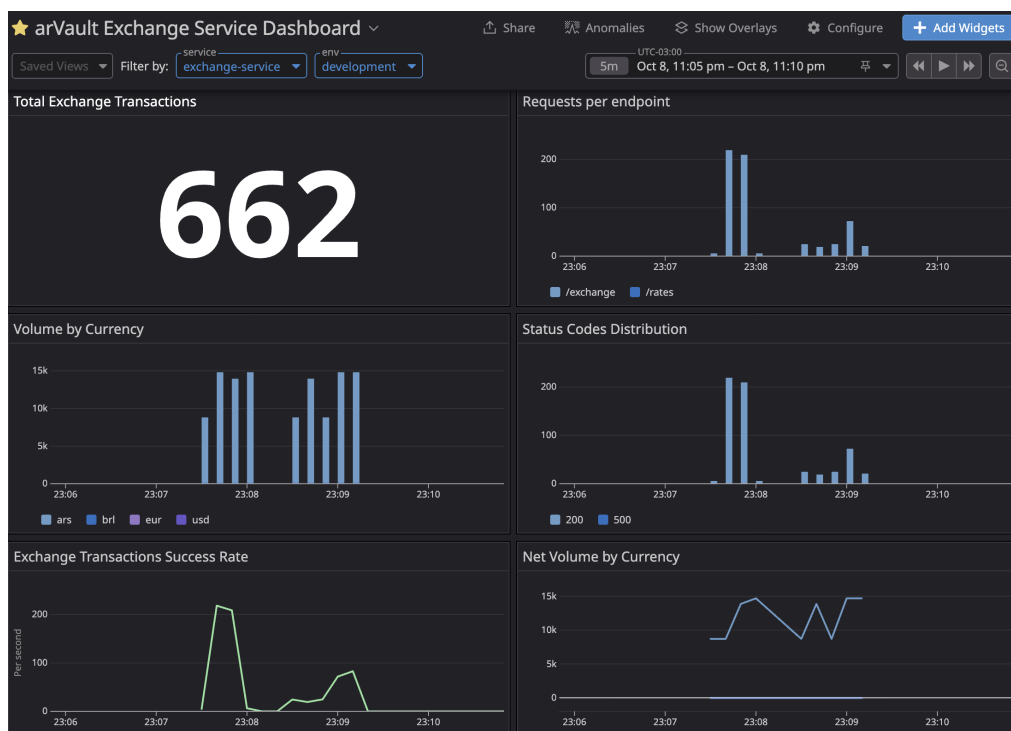 arVault Exchange Service Dashboard
Share
Anomalies
Show Overlays
Configure
+ Add Widgets
Saved Views
Filter by:
service
exchange-service
env
development
UTC-03:00
5m
Oct 8, 11:05 pm – Oct 8, 11:10 pm
Total Exchange Transactions
662
Requests per endpoint
200
100
0
23:06 23:07 23:08 23:09 23:10
/exchange /rates
Volume by Currency
15k
10k
5k
0
23:06 23:07 23:08 23:09 23:10
ars brl eur usd
Status Codes Distribution
200
100
0
23:06 23:07 23:08 23:09 23:10
200 500
Exchange Transactions Success Rate
Per second
200
100
0
23:06 23:07 23:08 23:09 23:10
Net Volume by Currency
15k
10k
5k
0
23:06 23:07 23:08 23:09 23:10